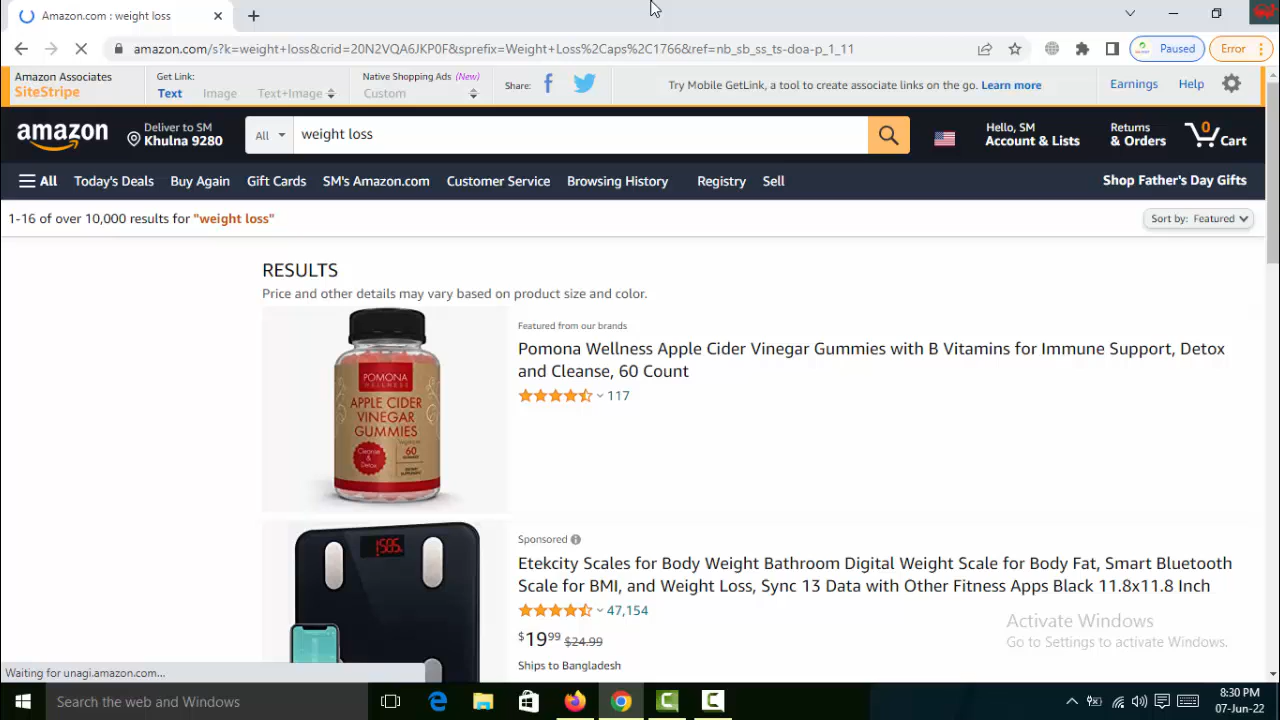 Amazon.com : weight loss
amazon.com/s?k=weight+loss&crid=20N2VQA6JKP0F&sprefix=Weight+Loss%2Caps%2C1766&ref=nb_sb_ss_ts-doa-p_1_11
Paused
Error
Amazon Associates
SiteStripe
Get Link:
Text
Image
Text+Image
Native Shopping Ads (New)
Custom
Share:
Try Mobile GetLink, a tool to create associate links on the go. Learn more
Earnings
Help
amazon
Deliver to SM
Khulna 9280
All
weight loss
Hello, SM
Account & Lists
Returns
& Orders
0
Cart
All
Today's Deals
Buy Again
Gift Cards
SM's Amazon.com
Customer Service
Browsing History
Registry
Sell
Shop Father's Day Gifts
1-16 of over 10,000 results for "weight loss"
Sort by: Featured
RESULTS
Price and other details may vary based on product size and color.
POMONA
WELLNESS
APPLE CIDER
VINEGAR
GUMMIES
60
Cleanse
&
Detox
Featured from our brands
Pomona Wellness Apple Cider Vinegar Gummies with B Vitamins for Immune Support, Detox
and Cleanse, 60 Count
117
Sponsored
Etekcity Scales for Body Weight Bathroom Digital Weight Scale for Body Fat, Smart Bluetooth
Scale for BMI, and Weight Loss, Sync 13 Data with Other Fitness Apps Black 11.8x11.8 Inch
47,154
$19.99 $24.99
Ships to Bangladesh
Activate Windows
Go to Settings to activate Windows.
Waiting for unagi.amazon.com...
Search the web and Windows
8:30 PM
07-Jun-22